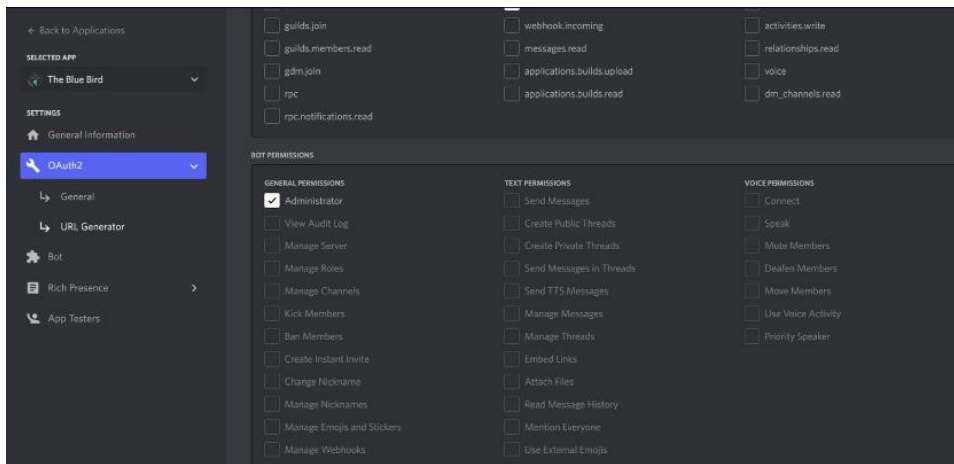 ← Back to Applications
SELECTED APP
The Blue Bird
SETTINGS
General Information
OAuth2
General
URL Generator
Bot
Rich Presence
App Testers
guilds.join
guilds.members.read
gdm.join
rpc
rpc.notifications.read
webhook.incoming
messages.read
applications.builds.upload
applications.builds.read
activities.write
relationships.read
voice
dm_channels.read
BOT PERMISSIONS
GENERAL PERMISSIONS
Administrator
View Audit Log
Manage Server
Manage Roles
Manage Channels
Kick Members
Ban Members
Create Instant Invite
Change Nickname
Manage Nicknames
Manage Emojis and Stickers
Manage Webhooks
TEXT PERMISSIONS
Send Messages
Create Public Threads
Create Private Threads
Send Messages in Threads
Send TTS Messages
Manage Messages
Manage Threads
Embed Links
Attach Files
Read Message History
Mention Everyone
Use External Emojis
VOICE PERMISSIONS
Connect
Speak
Mute Members
Deafen Members
Move Members
Use Voice Activity
Priority Speaker